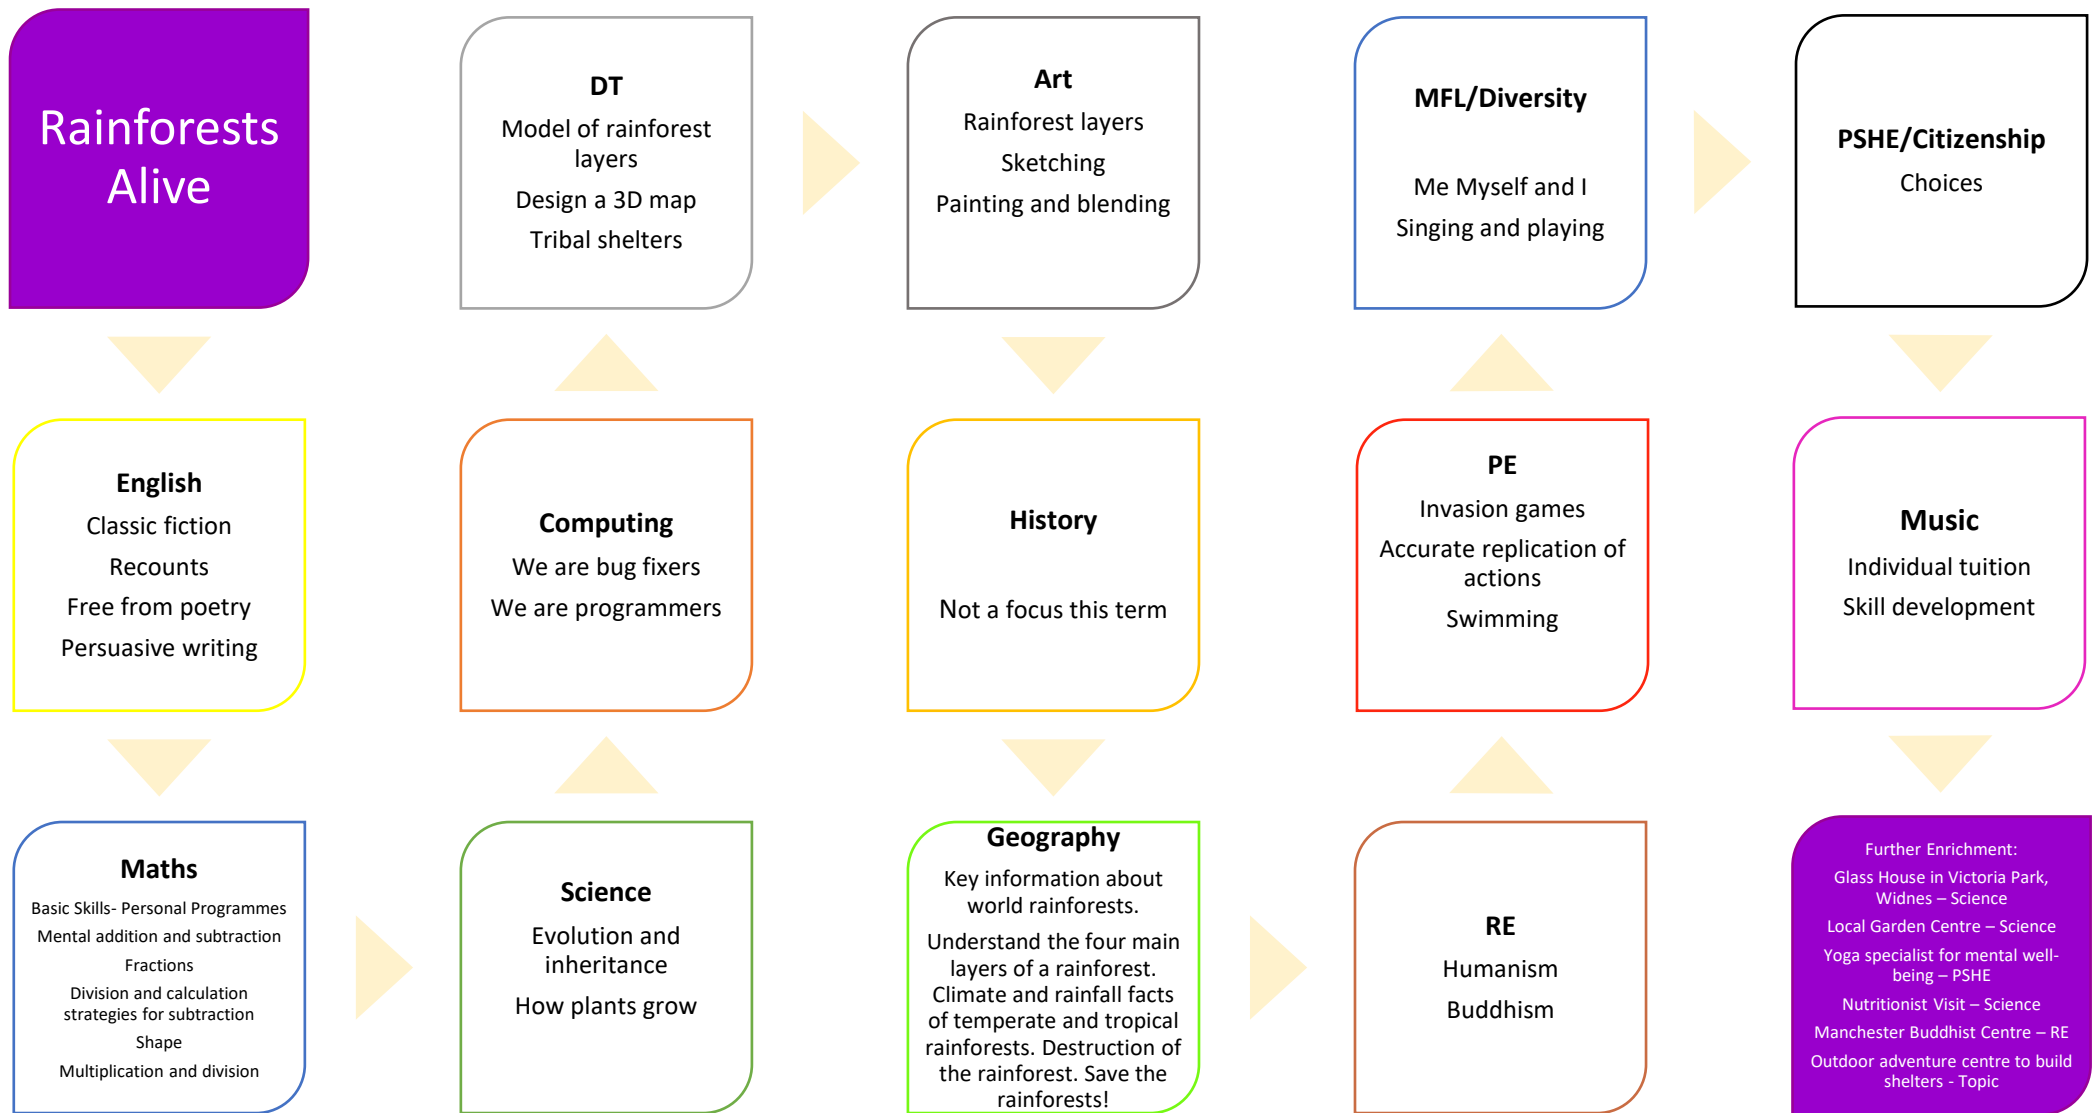 Rainforests
Alive
English
Classic fiction
Recounts
Free from poetry
Persuasive writing
Maths
Basic Skills- Personal Programmes
Mental addition and subtraction
Fractions
Division and calculation
strategies for subtraction
Shape
Multiplication and division
Science
Evolution and
inheritance
How plants grow
Computing
We are bug fixers
We are programmers
DT
Model of rainforest
layers
Design a 3D map
Tribal shelters
Art
Rainforest layers
Sketching
Painting and blending
History
Not a focus this term
Geography
Key information about
world rainforests.
Understand the four main
layers of a rainforest.
Climate and rainfall facts
of temperate and tropical
rainforests. Destruction of
the rainforest. Save the
rainforests!
RE
Humanism
Buddhism
PE
Invasion games
Accurate replication of
actions
Swimming
MFL/Diversity
Me Myself and I
Singing and playing
PSHE/Citizenship
Choices
Music
Individual tuition
Skill development
Further Enrichment:
Glass House in Victoria Park,
Widnes – Science
Local Garden Centre – Science
Yoga specialist for mental well-
being – PSHE
Nutritionist Visit – Science
Manchester Buddhist Centre – RE
Outdoor adventure centre to build
shelters - Topic